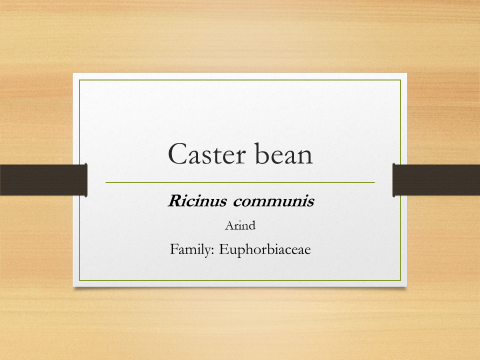 Caster bean
Ricinus communis
Arind
Family: Euphorbiaceae